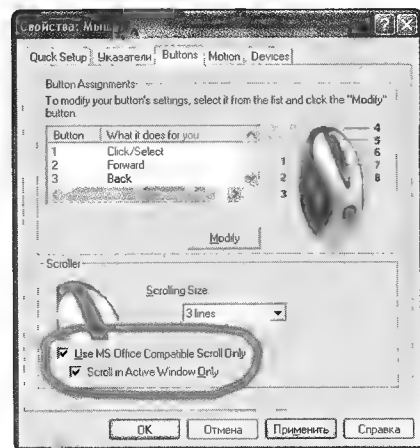 Свойства: Мышь
Quick Setup Указатели Buttons Motion Devices
Button Assignments
To modify your button's settings, select it from the list and click the "Modify"
button.
Button What it does for you
1 Click/Select
2 Forward
3 Back
1
2
3
4
5
6
7
8
Modify
Scroller
Scrolling Size
3 lines
Use MS Office Compatible Scroll Only
Scroll in Active Window Only
OK Отмена Применить Справка